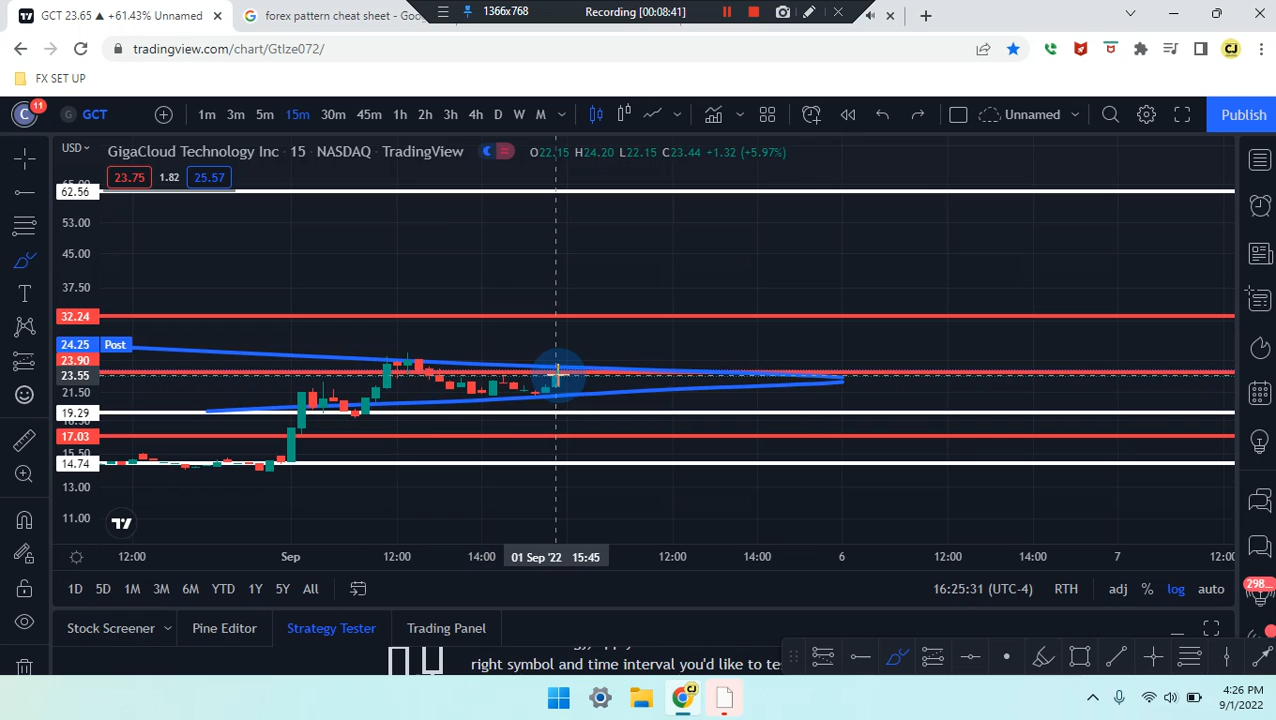 GCT 23.65 ▲ +61.43% Unnamed
forex pattern cheat sheet - Goo
1366x768
Recording [00:08:41]
tradingview.com/chart/GtIze072/
FX SET UP
C
11
G
GCT
1m 3m 5m 15m 30m 45m 1h 2h 3h 4h D W M
Unnamed
Publish
USD
GigaCloud Technology Inc · 15 · NASDAQ · TradingView
O22.15 H24.20 L22.15 C23.44 +1.32 (+5.97%)
23.75 1.82 25.57
62.56
53.00
45.00
37.50
32.24
24.25 Post
23.90
23.55
21.50
19.29
17.03
14.74
13.00
11.00
12:00 Sep 12:00 14:00 01 Sep '22 15:45 12:00 14:00 6 12:00 14:00 7 12:00
1D 5D 1M 3M 6M YTD 1Y 5Y All
16:25:31 (UTC-4) RTH adj % log auto
298
Stock Screener Pine Editor Strategy Tester Trading Panel
right symbol and time interval you'd like to tes
CJ
4:26 PM
9/1/2022